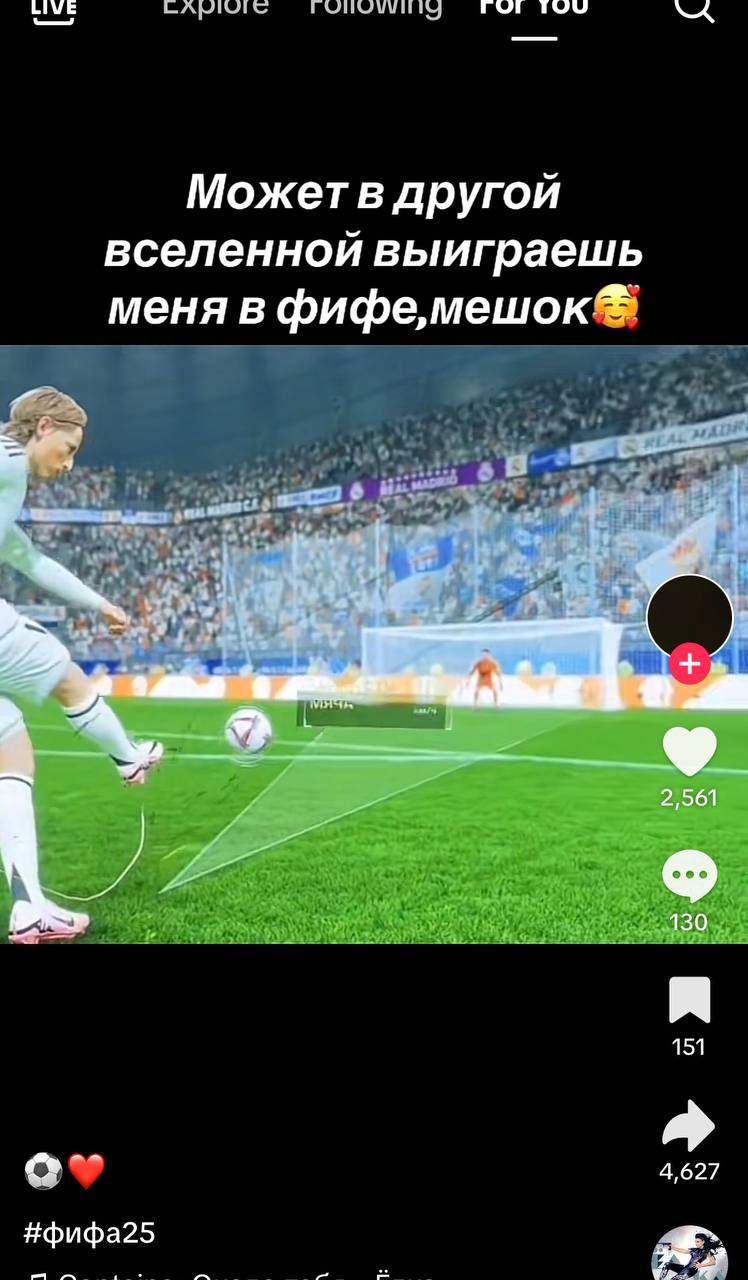 LIVE
Explore Following For You
Может в другой
вселенной выиграешь
меня в фифе,мешок🥰
REAL MADRID
REAL MADRID C.F.
REAL MADRID
МЯЧА
км/ч
2,561
130
151
4,627
⚽❤️
#фифа25